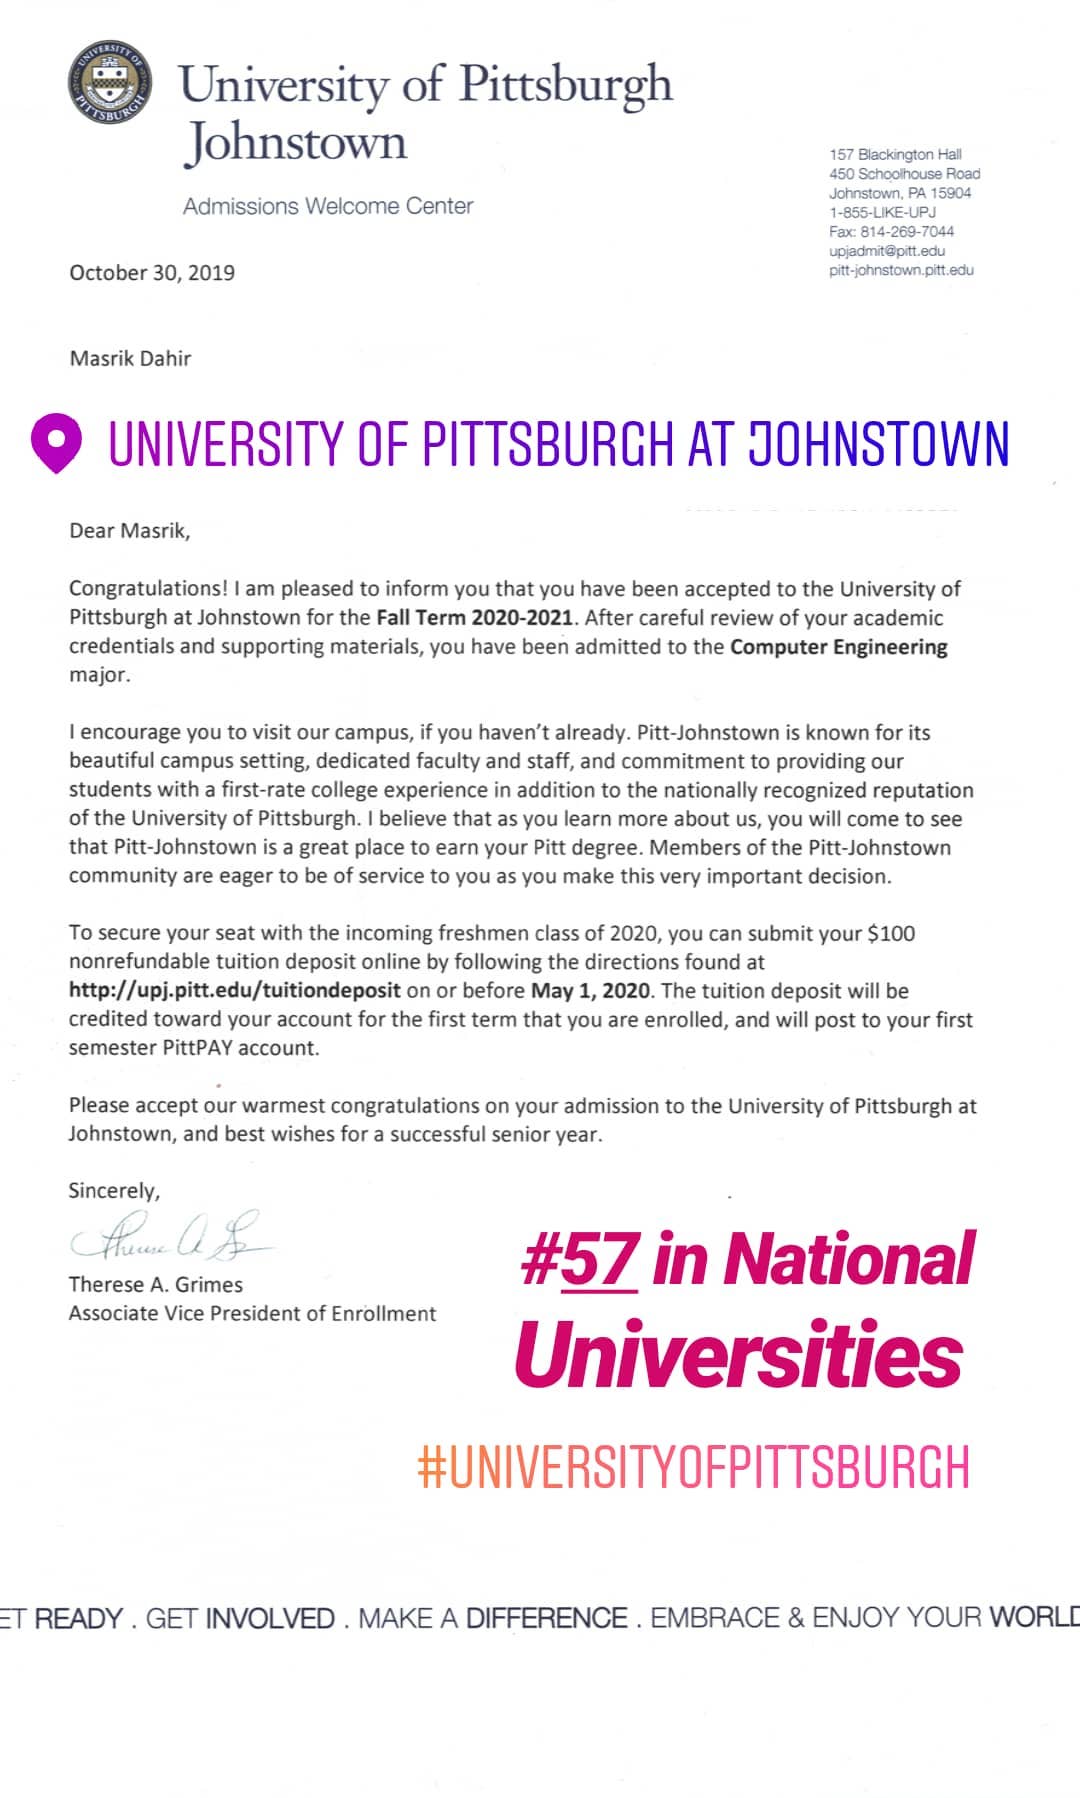 UNIVERSITY OF PITTSBURGH
University of Pittsburgh
Johnstown
Admissions Welcome Center
157 Blackington Hall
450 Schoolhouse Road
Johnstown, PA 15904
1-855-LIKE-UPJ
Fax: 814-269-7044
upjadmit@pitt.edu
pitt-johnstown.pitt.edu
October 30, 2019
Masrik Dahir
UNIVERSITY OF PITTSBURGH AT JOHNSTOWN
Dear Masrik,
Congratulations! I am pleased to inform you that you have been accepted to the University of
Pittsburgh at Johnstown for the Fall Term 2020-2021. After careful review of your academic
credentials and supporting materials, you have been admitted to the Computer Engineering
major.
I encourage you to visit our campus, if you haven't already. Pitt-Johnstown is known for its
beautiful campus setting, dedicated faculty and staff, and commitment to providing our
students with a first-rate college experience in addition to the nationally recognized reputation
of the University of Pittsburgh. I believe that as you learn more about us, you will come to see
that Pitt-Johnstown is a great place to earn your Pitt degree. Members of the Pitt-Johnstown
community are eager to be of service to you as you make this very important decision.
To secure your seat with the incoming freshmen class of 2020, you can submit your $100
nonrefundable tuition deposit online by following the directions found at
http://upj.pitt.edu/tuitiondeposit on or before May 1, 2020. The tuition deposit will be
credited toward your account for the first term that you are enrolled, and will post to your first
semester PittPAY account.
Please accept our warmest congratulations on your admission to the University of Pittsburgh at
Johnstown, and best wishes for a successful senior year.
Sincerely,
Therese A. Grimes
Associate Vice President of Enrollment
#57 in National
Universities
#UNIVERSITYOFPITTSBURGH
ET READY . GET INVOLVED . MAKE A DIFFERENCE . EMBRACE & ENJOY YOUR WORLD